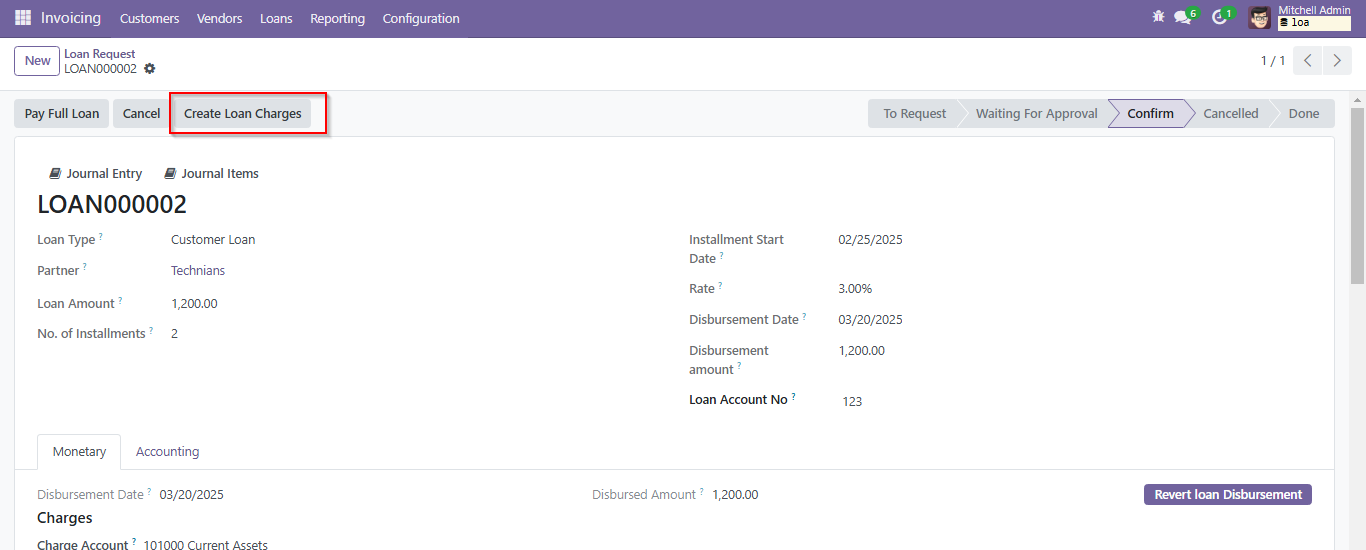 Invoicing Customers Vendors Loans Reporting Configuration 6 1 Mitchell Admin
loa
New Loan Request
LOAN000002 1 / 1
Pay Full Loan Cancel Create Loan Charges To Request Waiting For Approval Confirm Cancelled Done
Journal Entry Journal Items
LOAN000002
Loan Type ? Customer Loan Installment Start
Date ? 02/25/2025
Partner ? Technians
Rate ? 3.00%
Loan Amount ? 1,200.00
Disbursement Date ? 03/20/2025
No. of Installments ? 2
Disbursement
amount ? 1,200.00
Loan Account No ? 123
Monetary Accounting
Disbursement Date ? 03/20/2025 Disbursed Amount ? 1,200.00 Revert loan Disbursement
Charges
Charge Account ? 101000 Current Assets